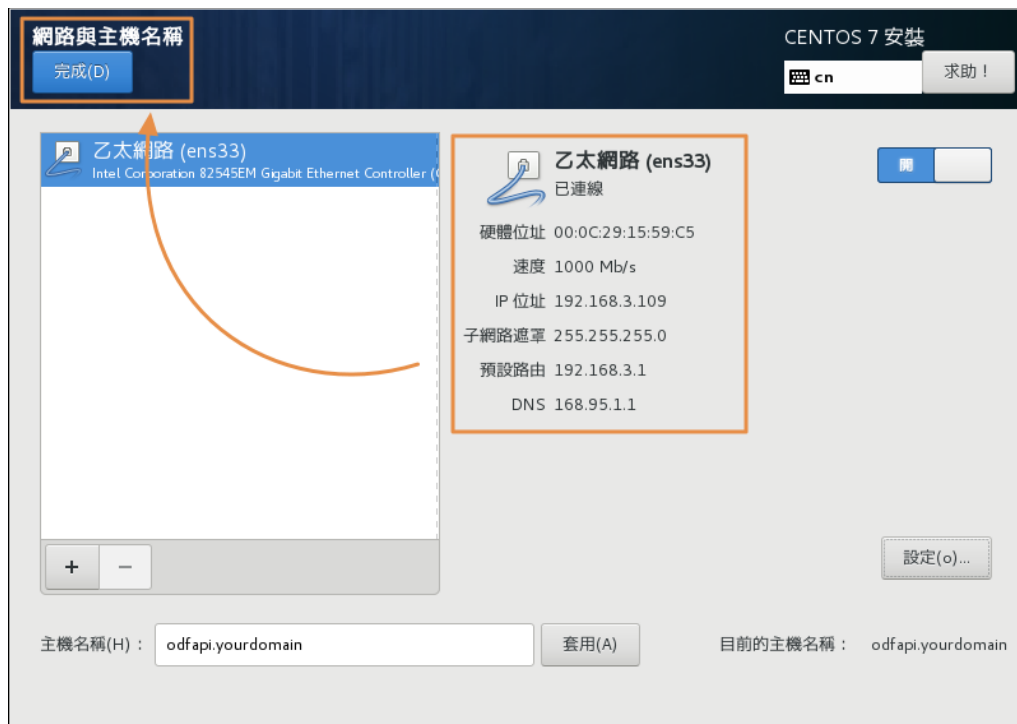 網路與主機名稱
完成(D)
CENTOS 7 安裝
cn
求助！
乙太網路 (ens33)
Intel Corporation 82545EM Gigabit Ethernet Controller (
乙太網路 (ens33)
已連線
開
硬體位址 00:0C:29:15:59:C5
速度 1000 Mb/s
IP 位址 192.168.3.109
子網路遮罩 255.255.255.0
預設路由 192.168.3.1
DNS 168.95.1.1
+ −
設定(o)...
主機名稱(H)： odfapi.yourdomain 套用(A) 目前的主機名稱： odfapi.yourdomain